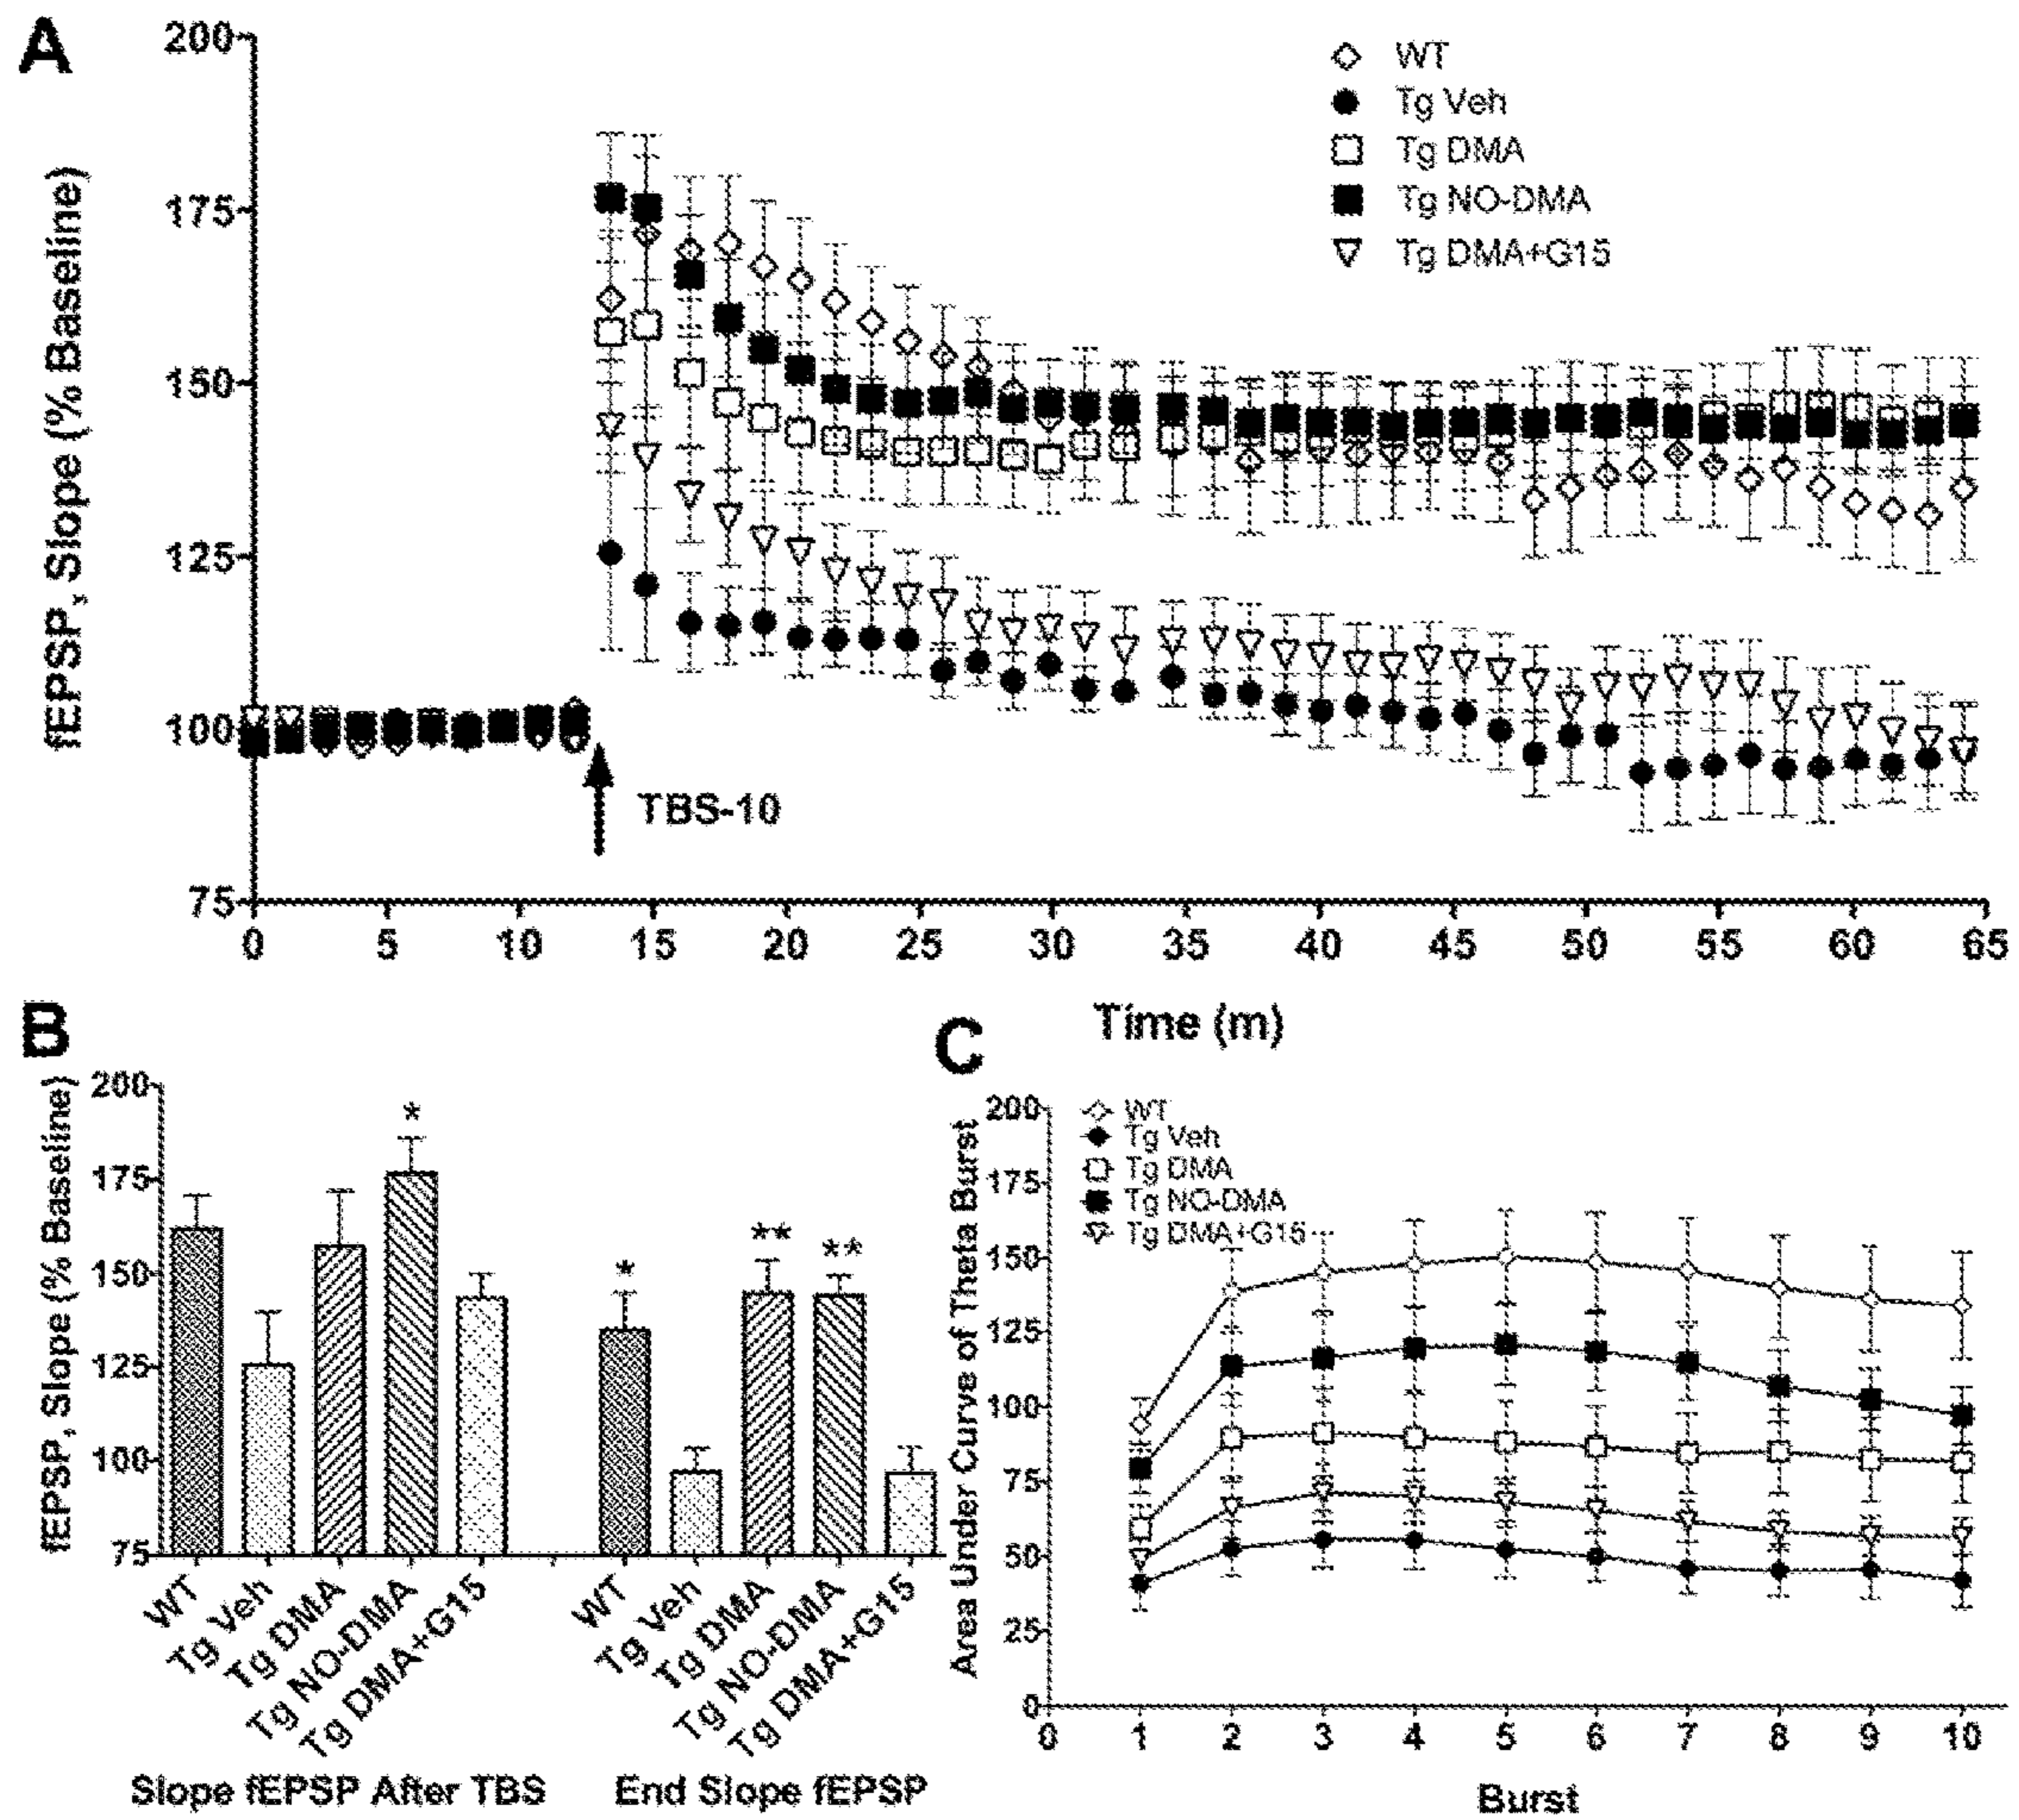 A
fEPSP, Slope (% Baseline)
200
175
150
125
100
75
WT
Tg Veh
Tg DMA
Tg NO-DMA
Tg DMA+G15
TBS-10
0 5 10 15 20 25 30 35 40 45 50 55 60 65
Time (m)
B
fEPSP, Slope (% Baseline)
200
175
150
125
100
75
*
*
**
**
WT
Tg Veh
Tg DMA
Tg NO-DMA
Tg DMA+G15
WT
Tg Veh
Tg DMA
Tg NO-DMA
Tg DMA+G15
Slope fEPSP After TBS
End Slope fEPSP
C
Area Under Curve of Theta Burst
200
175
150
125
100
75
50
25
0
WT
Tg Veh
Tg DMA
Tg NO-DMA
Tg DMA+G15
0 1 2 3 4 5 6 7 8 9 10
Burst